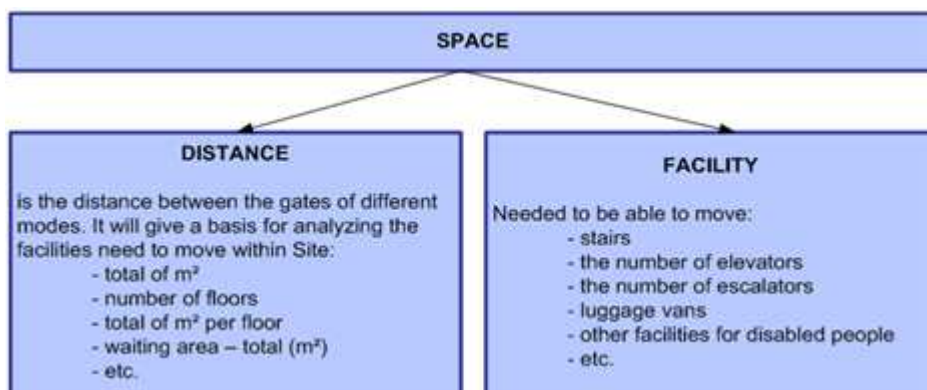 SPACE
DISTANCE
is the distance between the gates of different
modes. It will give a basis for analyzing the
facilities need to move within Site:
- total of m²
- number of floors
- total of m² per floor
- waiting area – total (m²)
- etc.
FACILITY
Needed to be able to move:
- stairs
- the number of elevators
- the number of escalators
- luggage vans
- other facilities for disabled people
- etc.